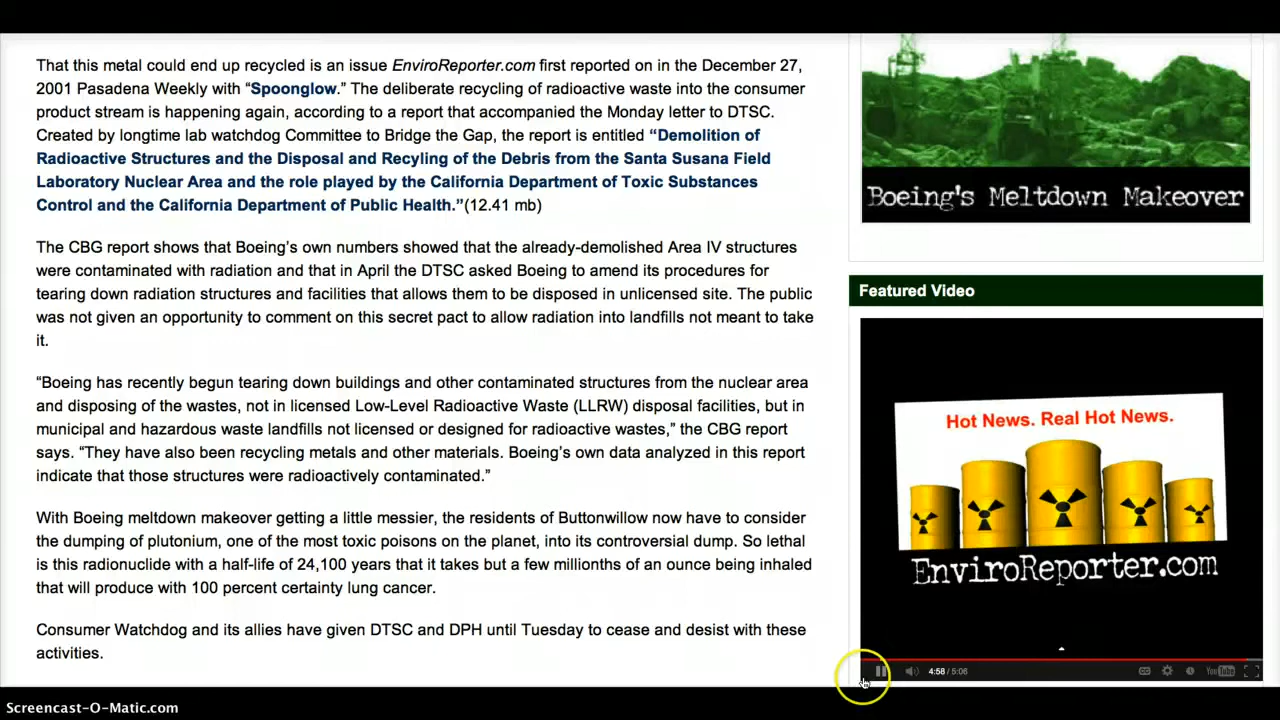 That this metal could end up recycled is an issue EnviroReporter.com first reported on in the December 27,
2001 Pasadena Weekly with “Spoonglow.” The deliberate recycling of radioactive waste into the consumer
product stream is happening again, according to a report that accompanied the Monday letter to DTSC.
Created by longtime lab watchdog Committee to Bridge the Gap, the report is entitled “Demolition of
Radioactive Structures and the Disposal and Recyling of the Debris from the Santa Susana Field
Laboratory Nuclear Area and the role played by the California Department of Toxic Substances
Control and the California Department of Public Health.”(12.41 mb)
The CBG report shows that Boeing’s own numbers showed that the already-demolished Area IV structures
were contaminated with radiation and that in April the DTSC asked Boeing to amend its procedures for
tearing down radiation structures and facilities that allows them to be disposed in unlicensed site. The public
was not given an opportunity to comment on this secret pact to allow radiation into landfills not meant to take
it.
“Boeing has recently begun tearing down buildings and other contaminated structures from the nuclear area
and disposing of the wastes, not in licensed Low-Level Radioactive Waste (LLRW) disposal facilities, but in
municipal and hazardous waste landfills not licensed or designed for radioactive wastes,” the CBG report
says. “They have also been recycling metals and other materials. Boeing’s own data analyzed in this report
indicate that those structures were radioactively contaminated.”
With Boeing meltdown makeover getting a little messier, the residents of Buttonwillow now have to consider
the dumping of plutonium, one of the most toxic poisons on the planet, into its controversial dump. So lethal
is this radionuclide with a half-life of 24,100 years that it takes but a few millionths of an ounce being inhaled
that will produce with 100 percent certainty lung cancer.
Consumer Watchdog and its allies have given DTSC and DPH until Tuesday to cease and desist with these
activities.
Boeing's Meltdown Makeover
Featured Video
Hot News. Real Hot News.
EnviroReporter.com
4:58 / 5:06
CC
YouTube
Screencast-O-Matic.com